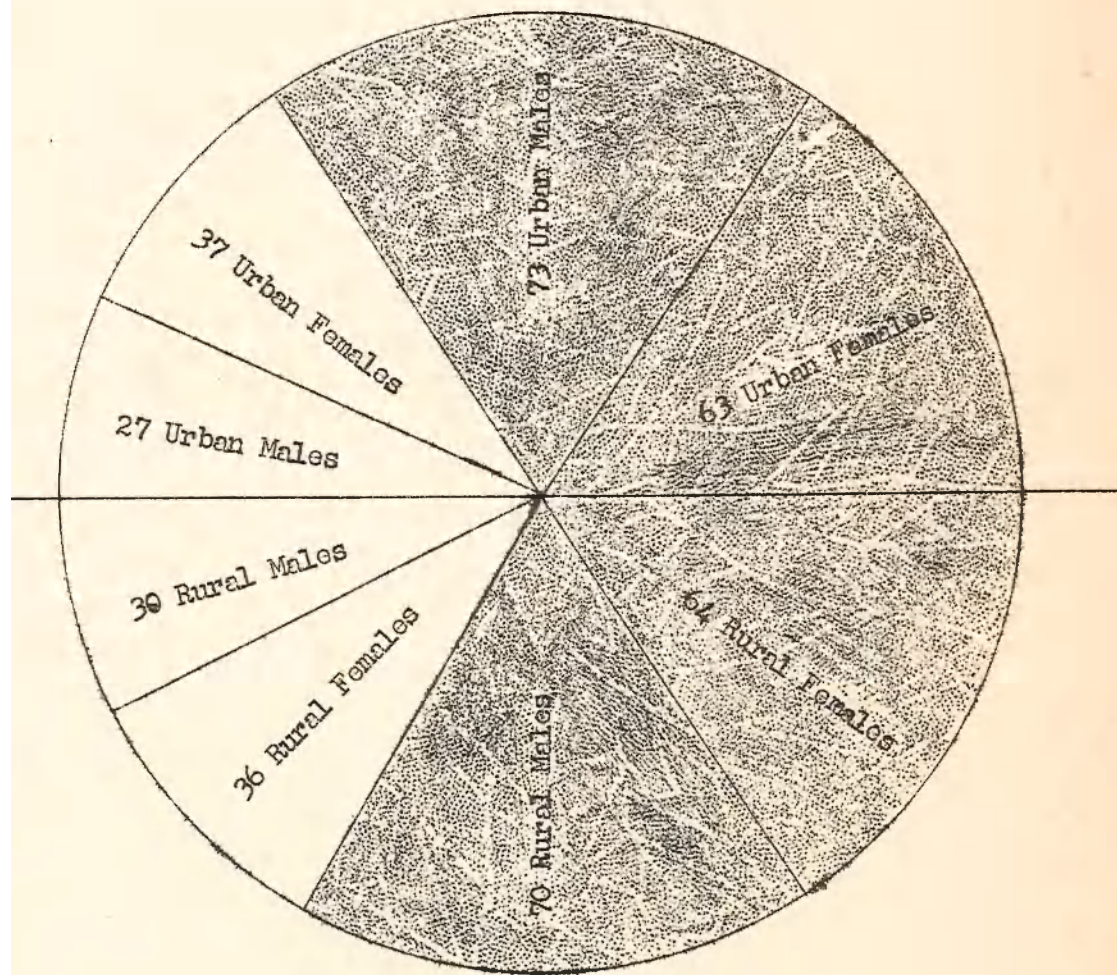 73 Urban Males
37 Urban Females
63 Urban Females
27 Urban Males
30 Rural Males
64 Rural Females
36 Rural Females
70 Rural Males